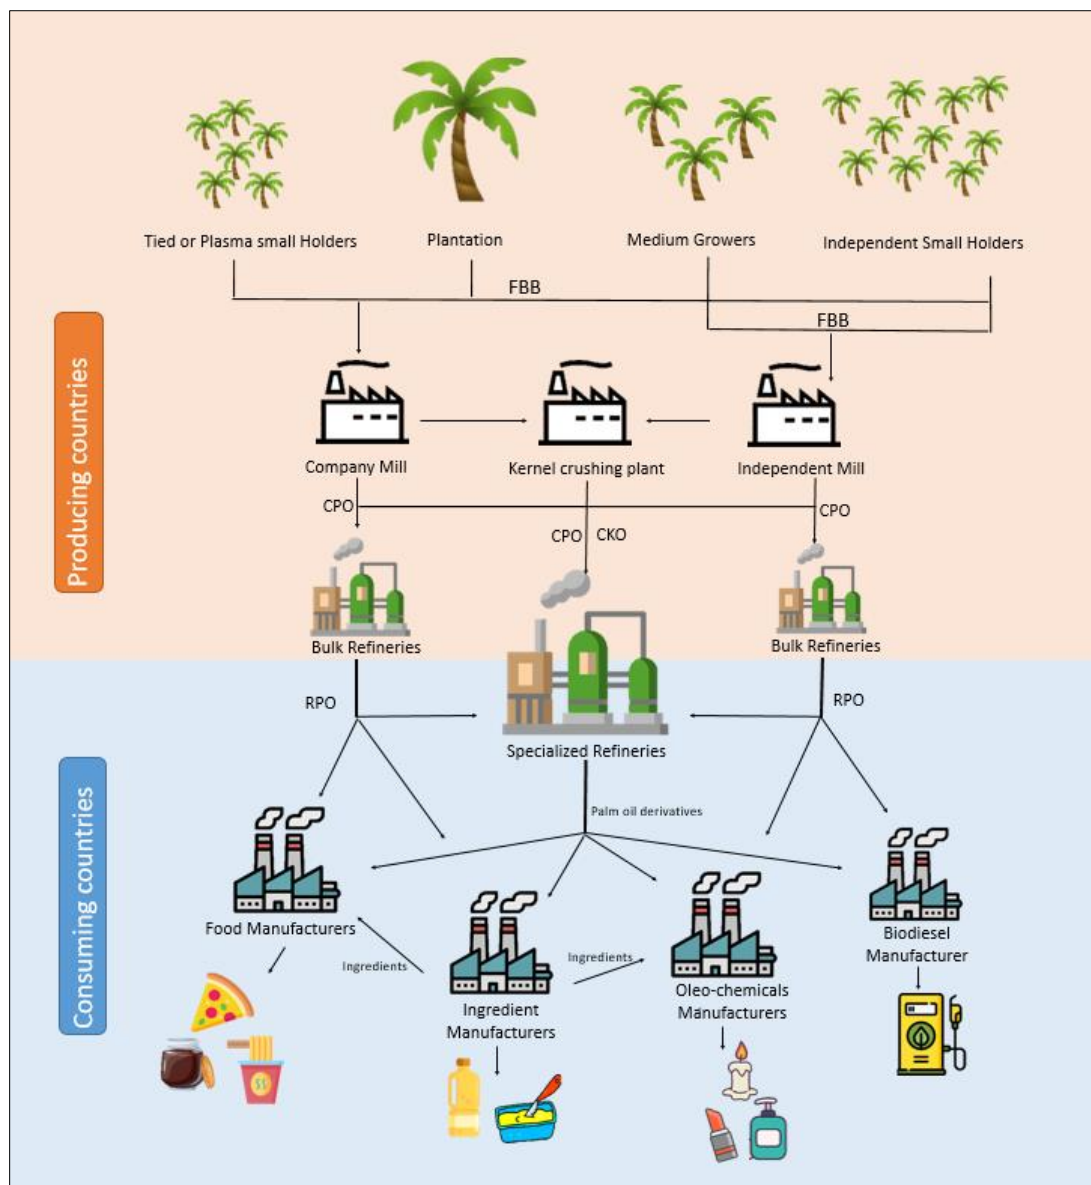 Tied or Plasma small Holders
Plantation
Medium Growers
Independent Small Holders
FBB
FBB
Producing countries
Company Mill
Kernel crushing plant
Independent Mill
CPO
CPO
CKO
CPO
Bulk Refineries
Bulk Refineries
RPO
RPO
Specialized Refineries
Consuming countries
Palm oil derivatives
Food Manufacturers
Biodiesel
Manufacturer
Ingredients
Ingredients
Ingredient
Manufacturers
Oleo-chemicals
Manufacturers
$$